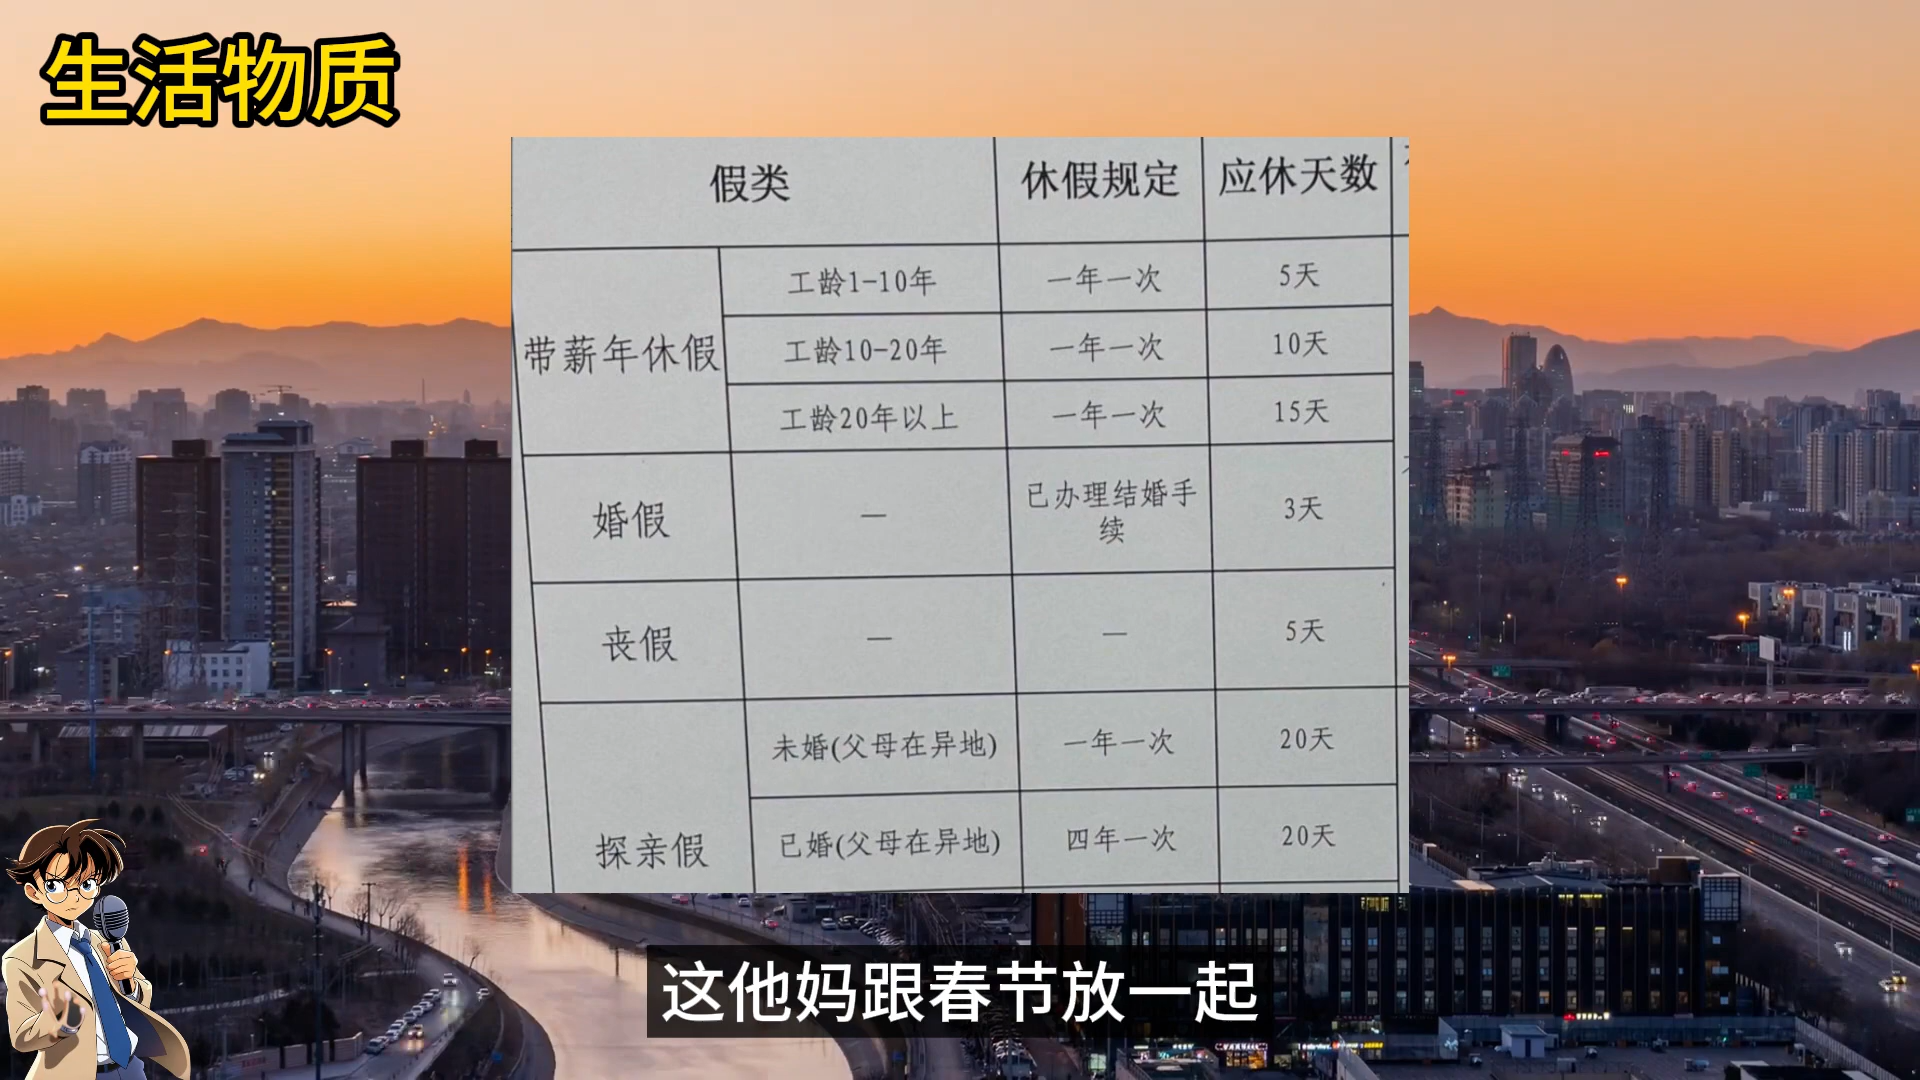 生活物质
假类
休假规定
应休天数
带薪年休假
工龄1-10年
一年一次
5天
工龄10-20年
一年一次
10天
工龄20年以上
一年一次
15天
婚假
—
已办理结婚手
续
3天
丧假
—
—
5天
探亲假
未婚(父母在异地)
一年一次
20天
已婚(父母在异地)
四年一次
20天
这他妈跟春节放一起